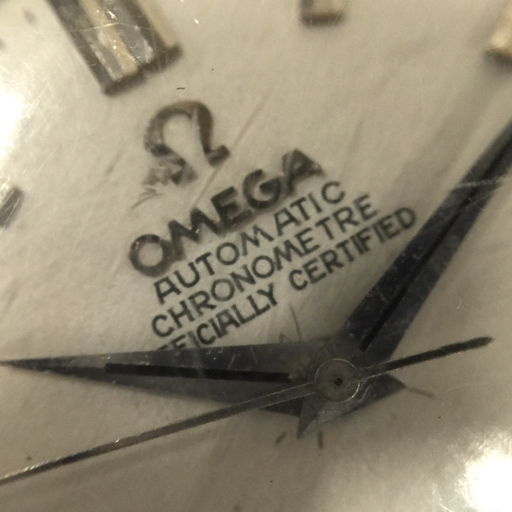 OMEGA
AUTOMATIC
CHRONOMETRE
FICIALLY CERTIFIED